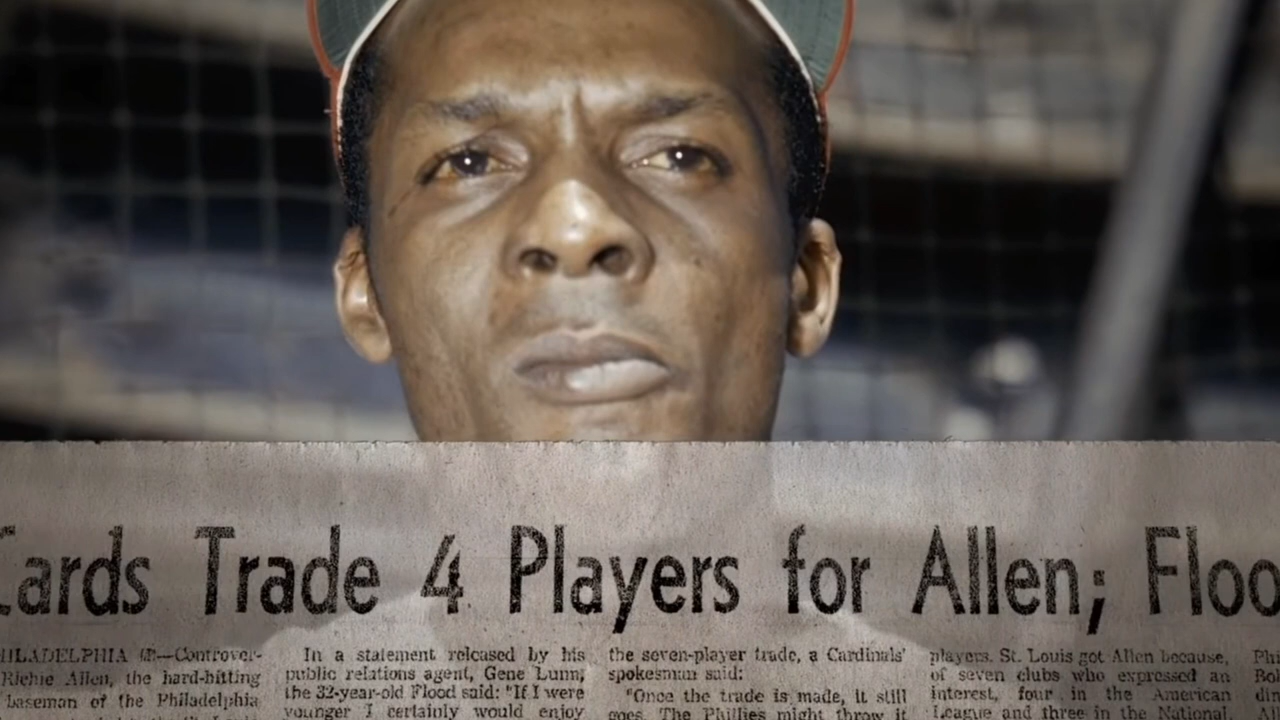 Cards Trade 4 Players for Allen; Floo
HILADELPHIA (AP)—Controver-
Richie Allen, the hard-hitting
baseman of the Philadelphia
In a statement released by his
public relations agent, Gene Lunn,
the 32-year-old Flood said: "If I were
younger I certainly would enjoy
the seven-player trade, a Cardinals'
spokesman said:
"Once the trade is made, it still
goes. The Phillies might throw it
players. St. Louis got Allen because,
of seven clubs who expressed an
interest, four in the American
League and three in the National,
Phi
Bol